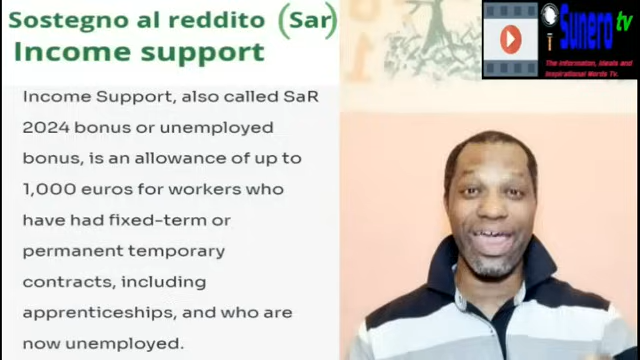 Sostegno al reddito (Sar)
Income support
Income Support, also called SaR
2024 bonus or unemployed
bonus, is an allowance of up to
1,000 euros for workers who
have had fixed-term or
permanent temporary
contracts, including
apprenticeships, and who are
now unemployed.
Sunero tv
The Information, Ideals and
Inspirational Words Tv.